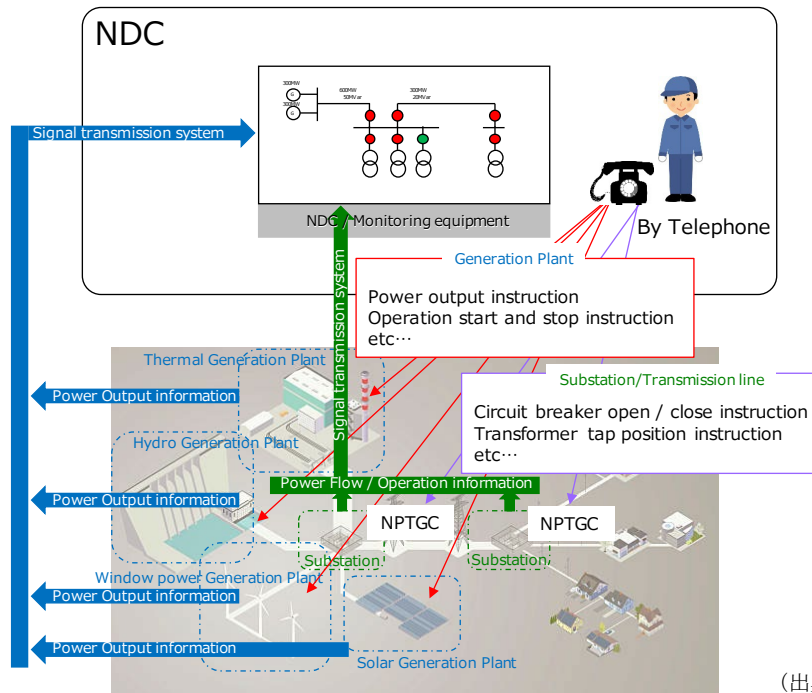 NDC
300MW
G
300MW
G
600MW
50MVar
300MW
20MVar
Signal transmission system
NDC / Monitoring equipment
By Telephone
Signal transmission system
Generation Plant
Power output instruction
Operation start and stop instruction
etc…
Thermal Generation Plant
Substation/Transmission line
Circuit breaker open / close instruction
Transformer tap position instruction
etc…
Power Output information
Hydro Generation Plant
Power Flow / Operation information
Power Output information
NPTGC
NPTGC
Substation
Substation
Window power Generation Plant
Power Output information
Power Output information
Solar Generation Plant
（出